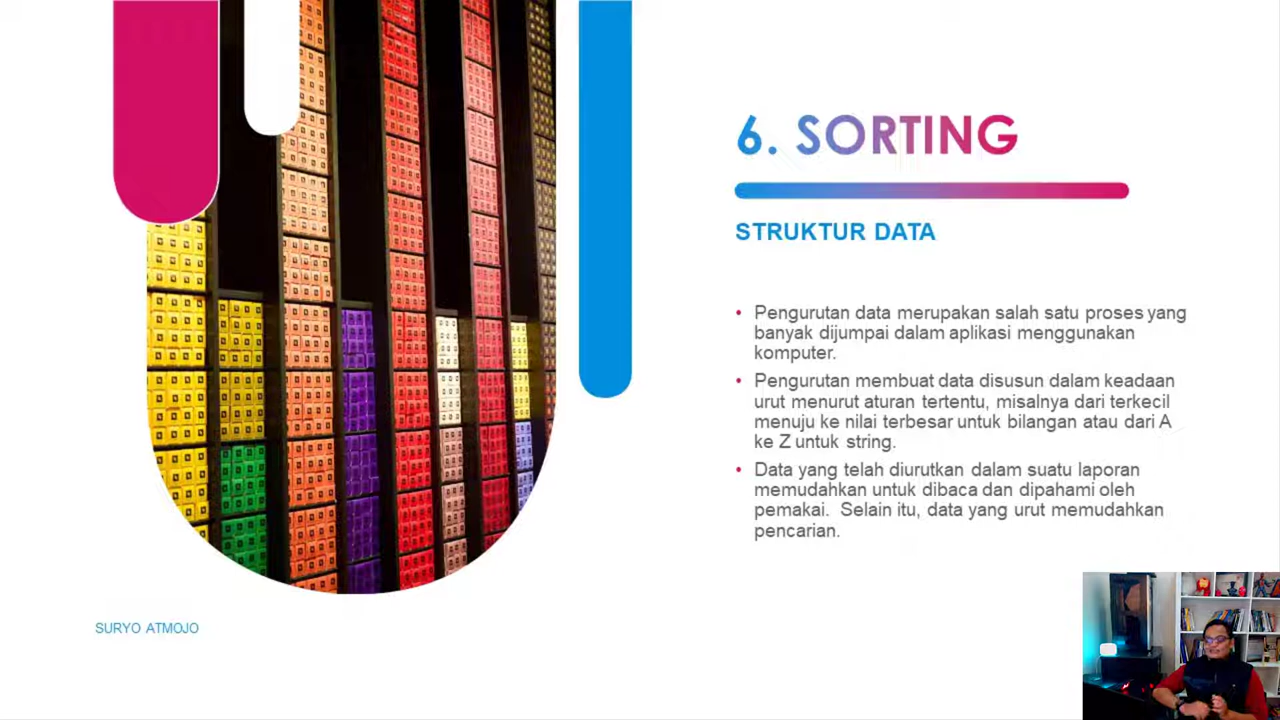 6. SORTING
STRUKTUR DATA
• Pengurutan data merupakan salah satu proses yang
banyak dijumpai dalam aplikasi menggunakan
komputer.
• Pengurutan membuat data disusun dalam keadaan
urut menurut aturan tertentu, misalnya dari terkecil
menuju ke nilai terbesar untuk bilangan atau dari A
ke Z untuk string.
• Data yang telah diurutkan dalam suatu laporan
memudahkan untuk dibaca dan dipahami oleh
pemakai.  Selain itu, data yang urut memudahkan
pencarian.
SURYO ATMOJO